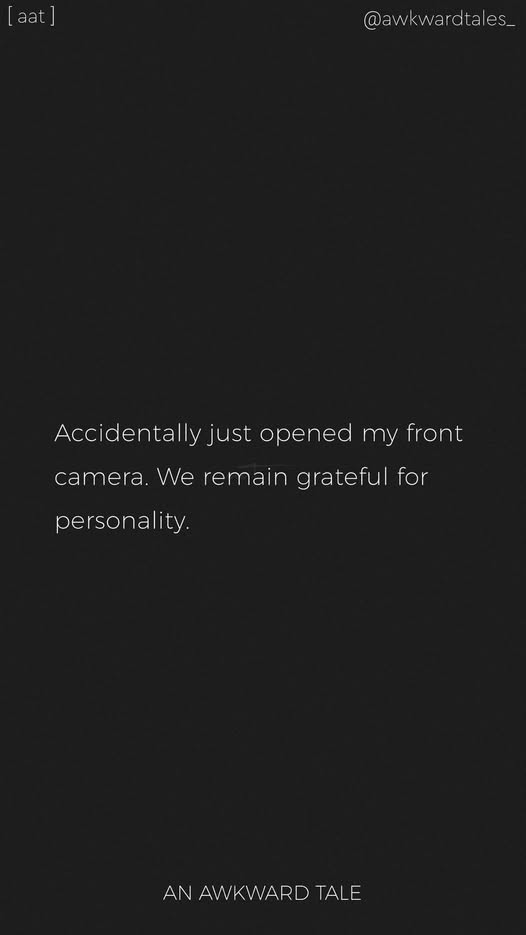 [ aat ]
@awkwardtales_
Accidentally just opened my front
camera. We remain grateful for
personality.
AN AWKWARD TALE